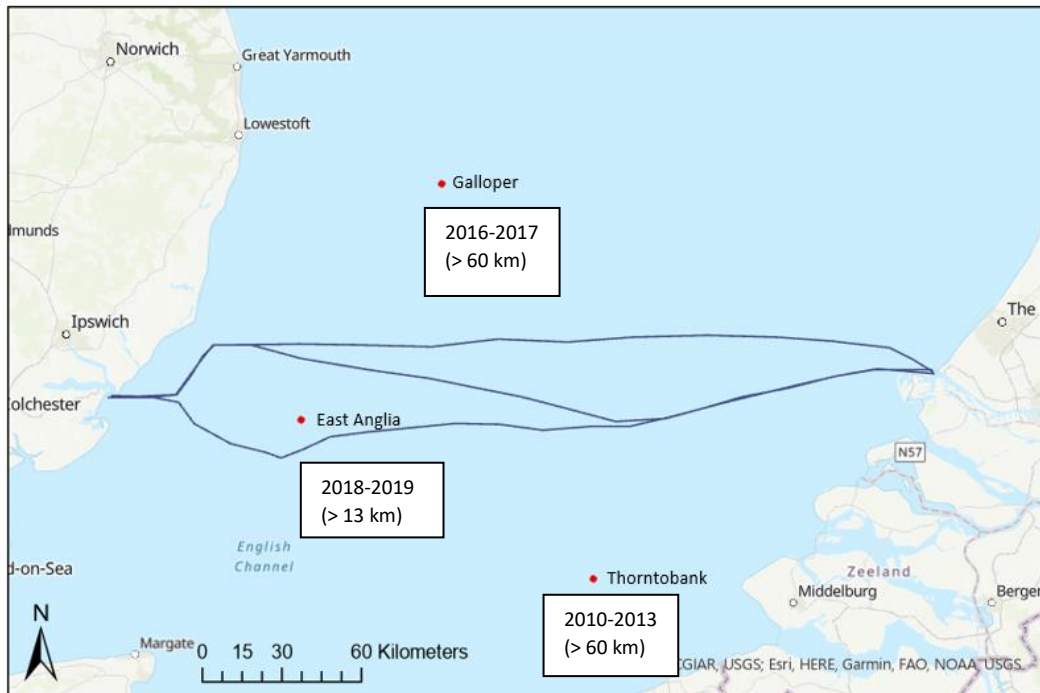 Norwich
Great Yarmouth
Lowestoft
Galloper
dmunds
2016-2017
(> 60 km)
Ipswich
The
Colchester
East Anglia
N57
2018-2019
(> 13 km)
English
Channel
d-on-Sea
Thorntobank
Zeeland
Middelburg
Berger
N
2010-2013
(> 60 km)
Margate
0 15 30 60 Kilometers
CGIAR, USGS; Esri, HERE, Garmin, FAO, NOAA, USGS